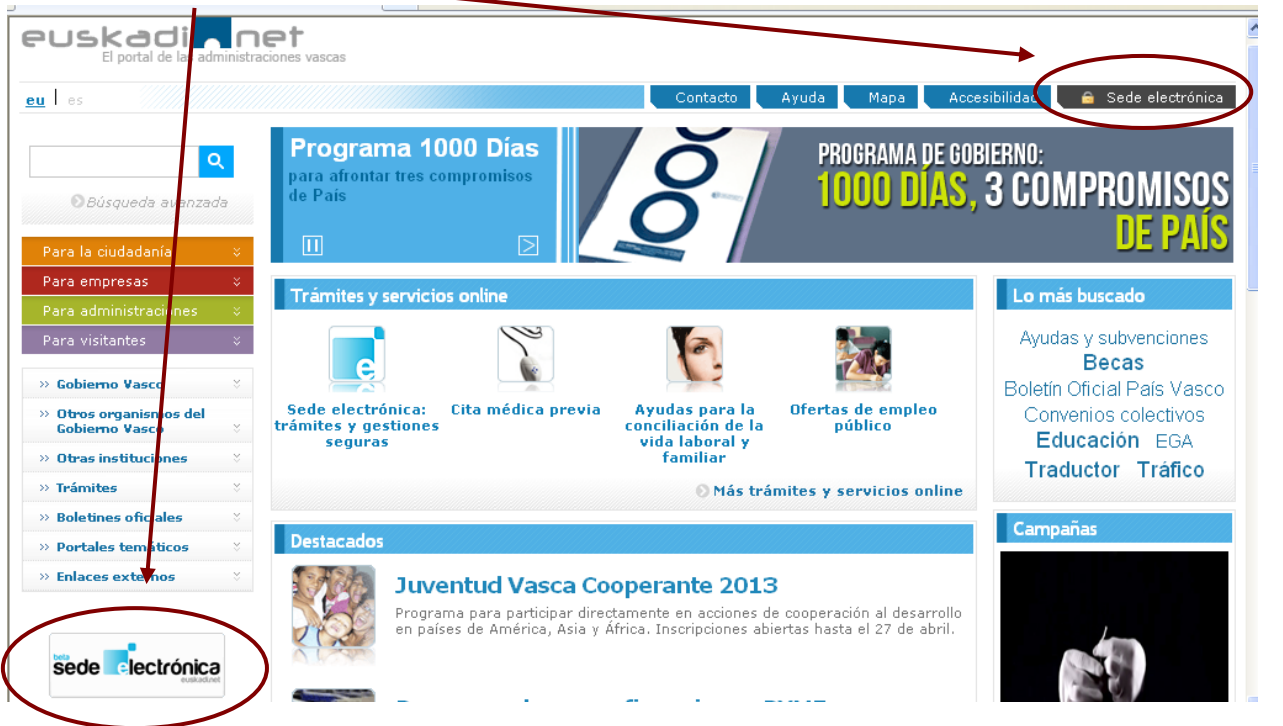 euskadi.net
El portal de las administraciones vascas
eu es
Contacto Ayuda Mapa Accesibilidad Sede electrónica
Búsqueda avanzada
Para la ciudadanía
Para empresas
Para administraciones
Para visitantes
» Gobierno Vasco
» Otros organismos del
Gobierno Vasco
» Otras instituciones
» Trámites
» Boletines oficiales
» Portales temáticos
» Enlaces externos
beta
sede electrónica
euskadi.net
Programa 1000 Días
para afrontar tres compromisos
de País
PROGRAMA DE GOBIERNO:
1000 DÍAS, 3 COMPROMISOS
DE PAÍS
Trámites y servicios online
Sede electrónica:
trámites y gestiones
seguras
Cita médica previa
Ayudas para la
conciliación de la
vida laboral y
familiar
Ofertas de empleo
público
Más trámites y servicios online
Destacados
Juventud Vasca Cooperante 2013
Programa para participar directamente en acciones de cooperación al desarrollo
en países de América, Asia y África. Inscripciones abiertas hasta el 27 de abril.
Lo más buscado
Ayudas y subvenciones
Becas
Boletín Oficial País Vasco
Convenios colectivos
Educación EGA
Traductor Tráfico
Campañas